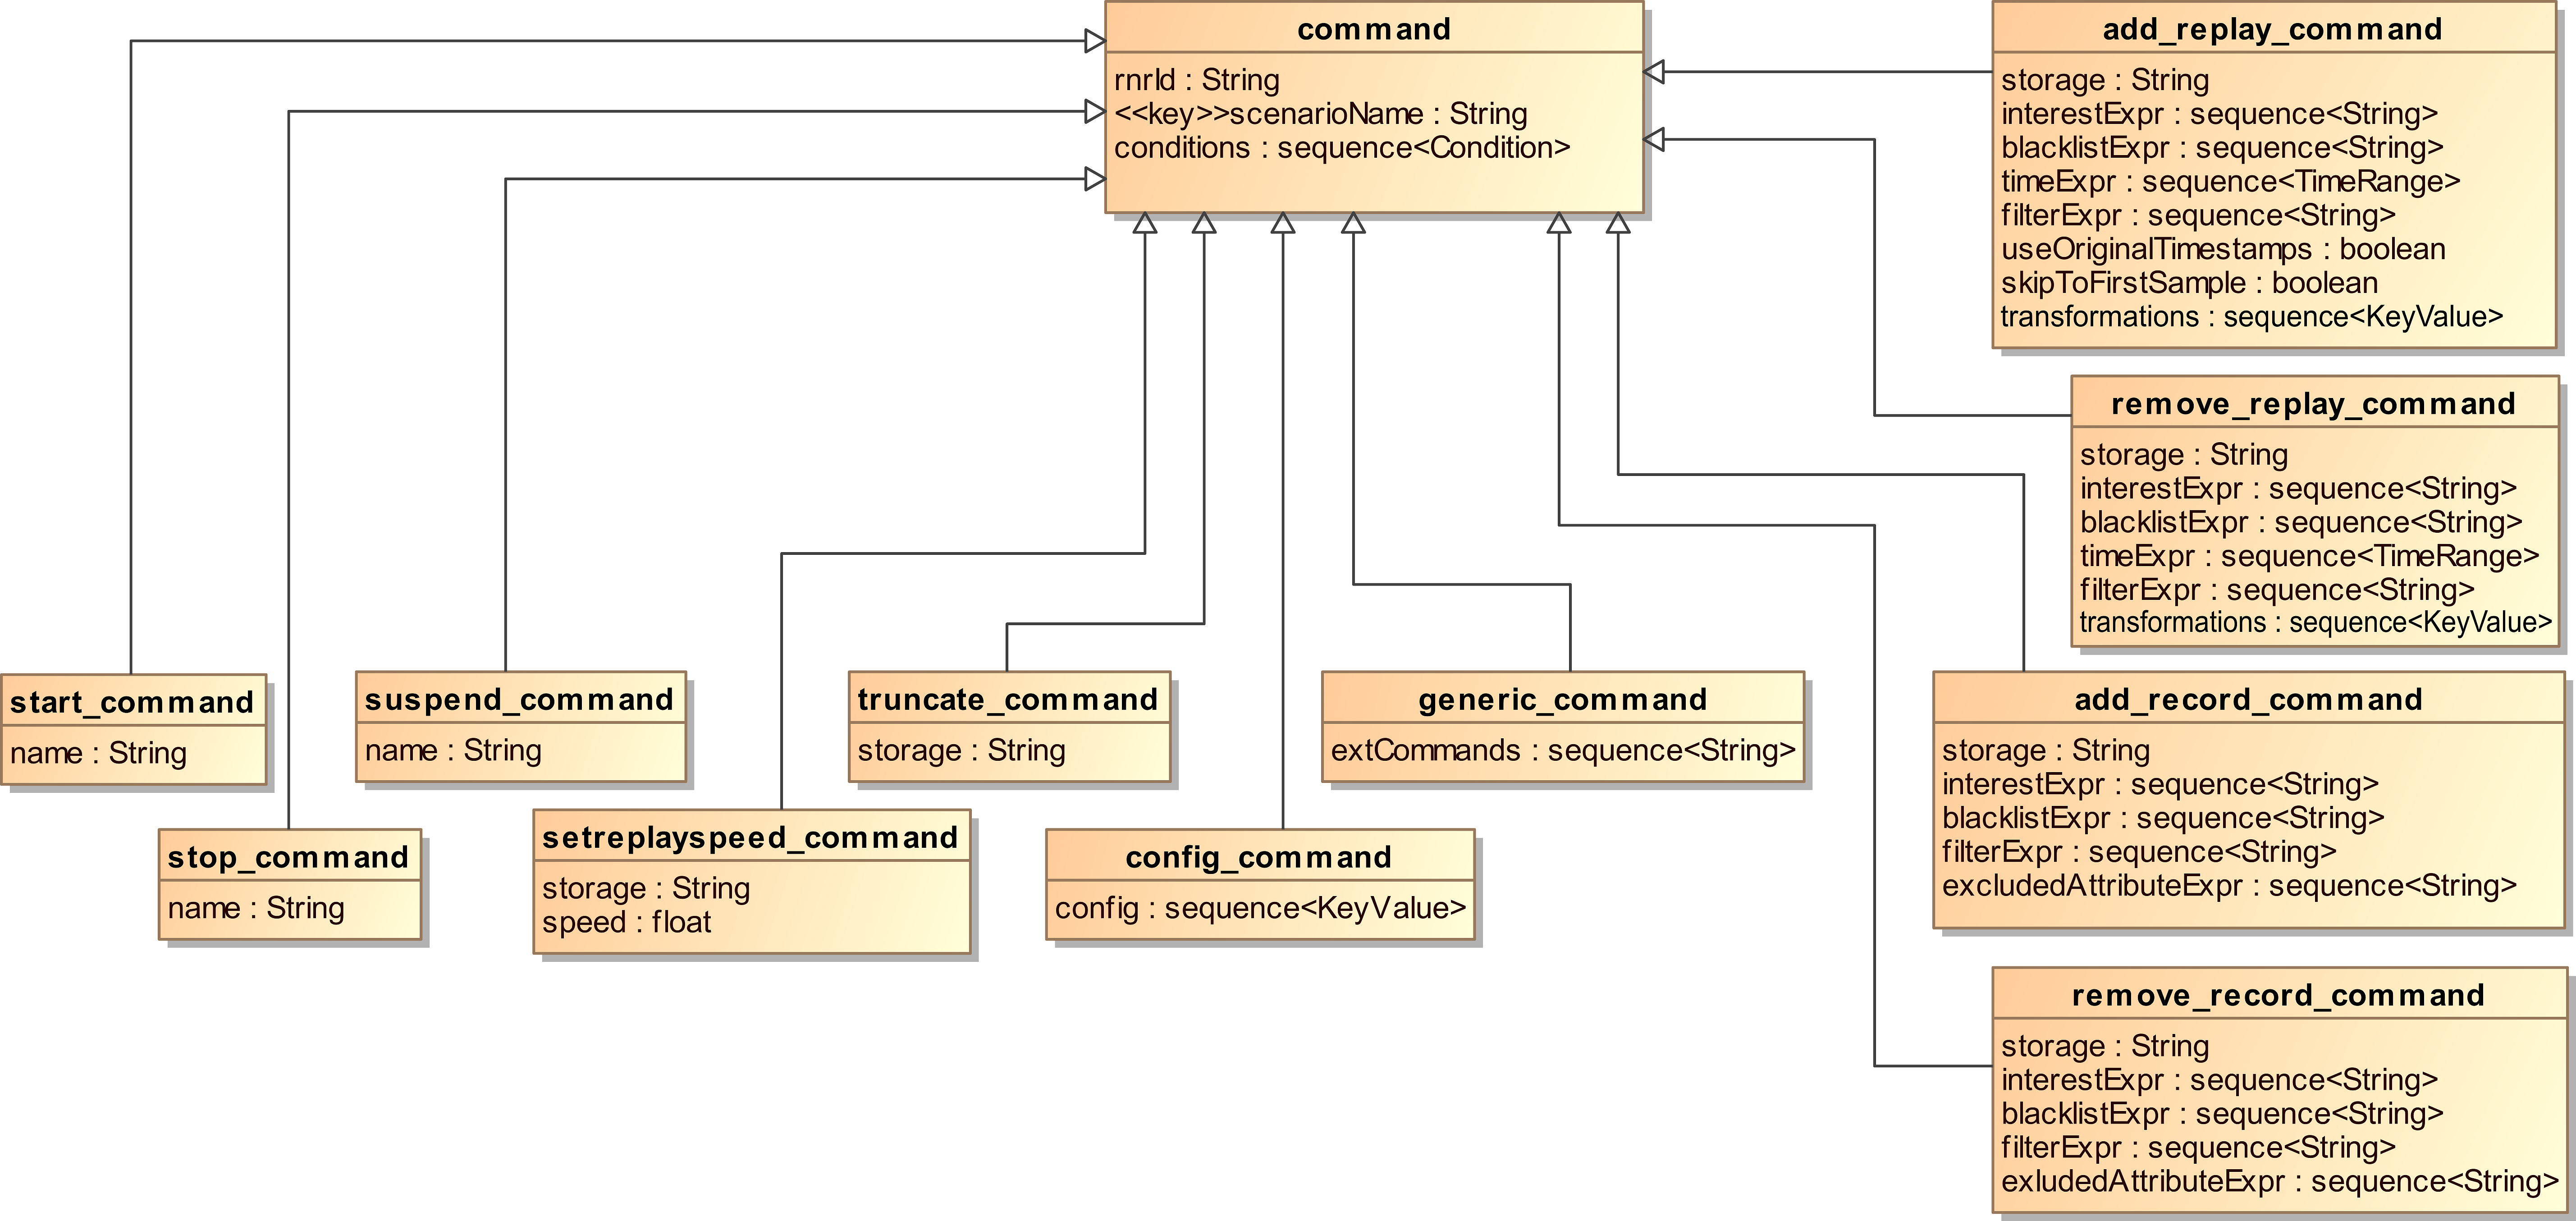 command
rnrId : String
<<key>>scenarioName : String
conditions : sequence<Condition>
add_replay_command
storage : String
interestExpr : sequence<String>
blacklistExpr : sequence<String>
timeExpr : sequence<TimeRange>
filterExpr : sequence<String>
useOriginalTimestamps : boolean
skipToFirstSample : boolean
transformations : sequence<KeyValue>
remove_replay_command
storage : String
interestExpr : sequence<String>
blacklistExpr : sequence<String>
timeExpr : sequence<TimeRange>
filterExpr : sequence<String>
transformations : sequence<KeyValue>
start_command
name : String
suspend_command
name : String
truncate_command
storage : String
generic_command
extCommands : sequence<String>
add_record_command
storage : String
interestExpr : sequence<String>
blacklistExpr : sequence<String>
filterExpr : sequence<String>
excludedAttributeExpr : sequence<String>
stop_command
name : String
setreplayspeed_command
storage : String
speed : float
config_command
config : sequence<KeyValue>
remove_record_command
storage : String
interestExpr : sequence<String>
blacklistExpr : sequence<String>
filterExpr : sequence<String>
exludedAttributeExpr : sequence<String>